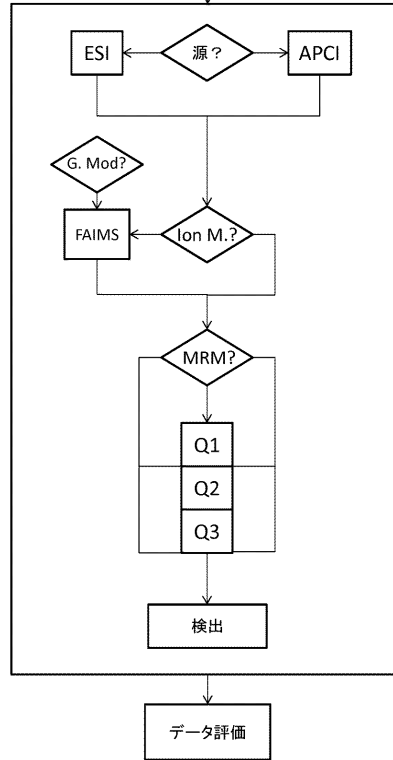 ESI
源？
APCI
G. Mod?
FAIMS
Ion M.?
MRM?
Q1
Q2
Q3
検出
データ評価